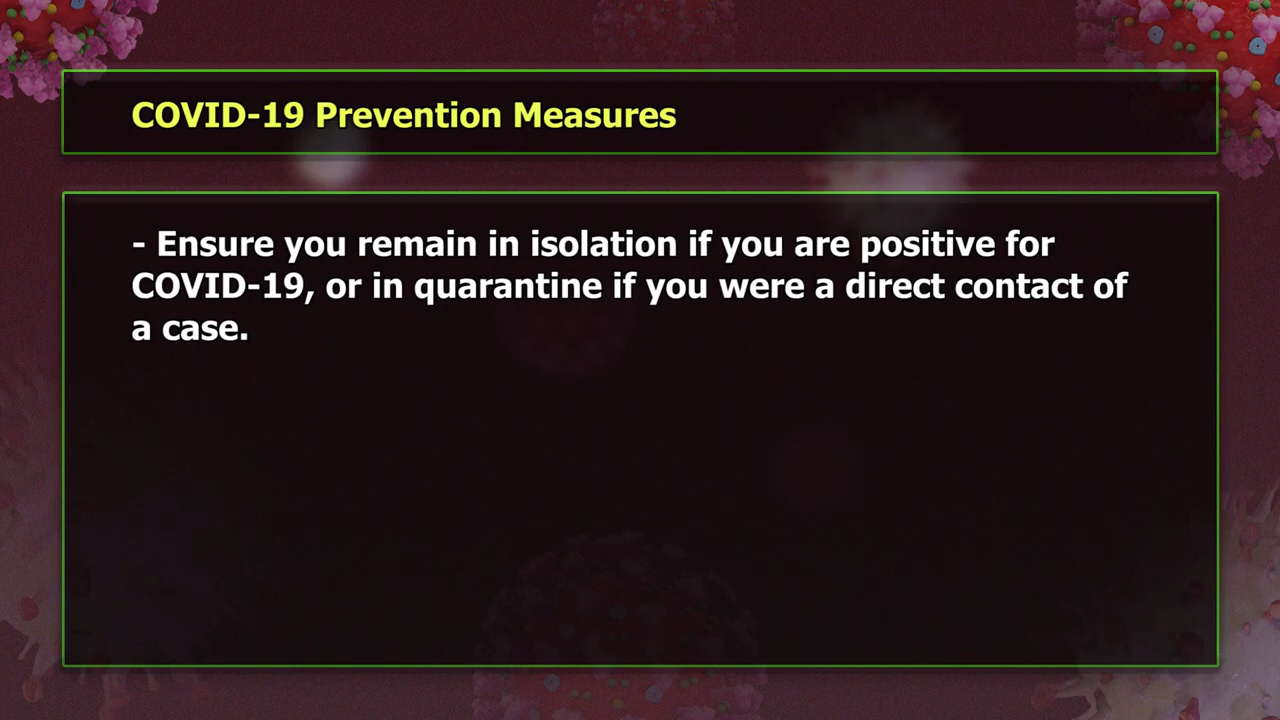 COVID-19 Prevention Measures
- Ensure you remain in isolation if you are positive for
COVID-19, or in quarantine if you were a direct contact of
a case.